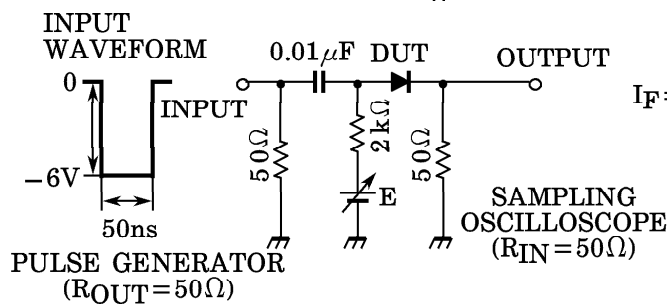 INPUT
WAVEFORM
0.01μF DUT
OUTPUT
0
INPUT
IF=
50Ω
2kΩ
50Ω
−6V
E
50ns
SAMPLING
OSCILLOSCOPE
(RIN=50Ω)
PULSE GENERATOR
(ROUT=50Ω)